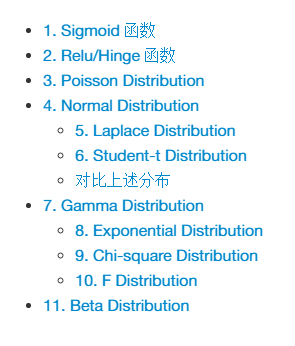 1. Sigmoid 函数
2. Relu/Hinge 函数
3. Poisson Distribution
4. Normal Distribution
5. Laplace Distribution
6. Student-t Distribution
对比上述分布
7. Gamma Distribution
8. Exponential Distribution
9. Chi-square Distribution
10. F Distribution
11. Beta Distribution